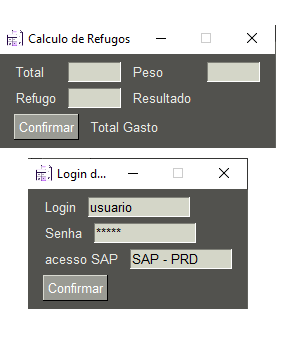 Calculo de Refugos
Total Peso
Refugo Resultado
Confirmar Total Gasto
Login d...
Login usuario
Senha *****
acesso SAP SAP - PRD
Confirmar